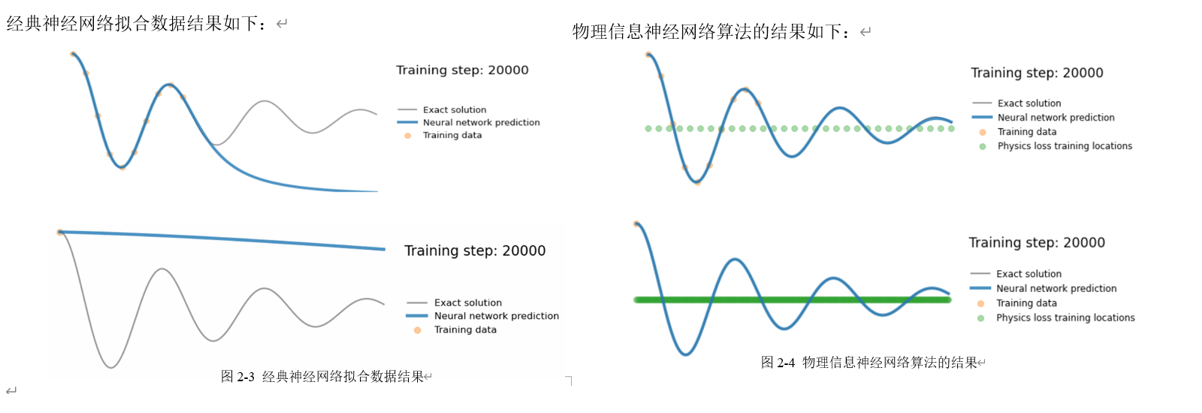 经典神经网络拟合数据结果如下：
Training step: 20000
Exact solution
Neural network prediction
Training data
Training step: 20000
Exact solution
Neural network prediction
Training data
图 2-3 经典神经网络拟合数据结果
物理信息神经网络算法的结果如下：
Training step: 20000
Exact solution
Neural network prediction
Training data
Physics loss training locations
Training step: 20000
Exact solution
Neural network prediction
Training data
Physics loss training locations
图 2-4 物理信息神经网络算法的结果